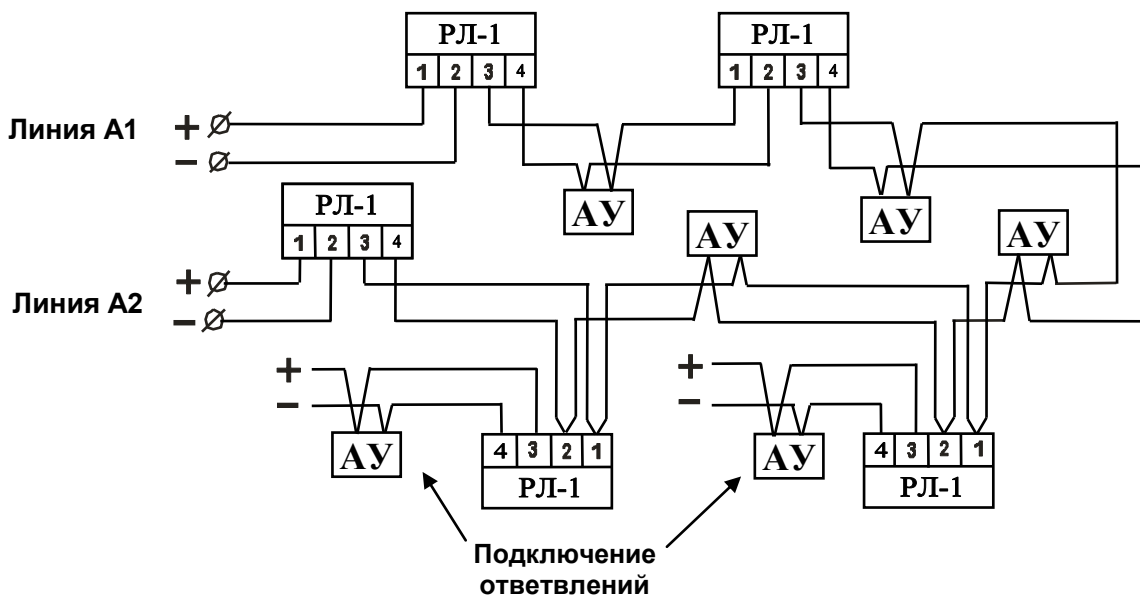 РЛ-1
1 2 3 4
РЛ-1
1 2 3 4
Линия А1
+
−
АУ
АУ
РЛ-1
1 2 3 4
АУ
АУ
Линия А2
+
−
+
−
АУ
4 3 2 1
РЛ-1
+
−
АУ
4 3 2 1
РЛ-1
Подключение
ответвлений